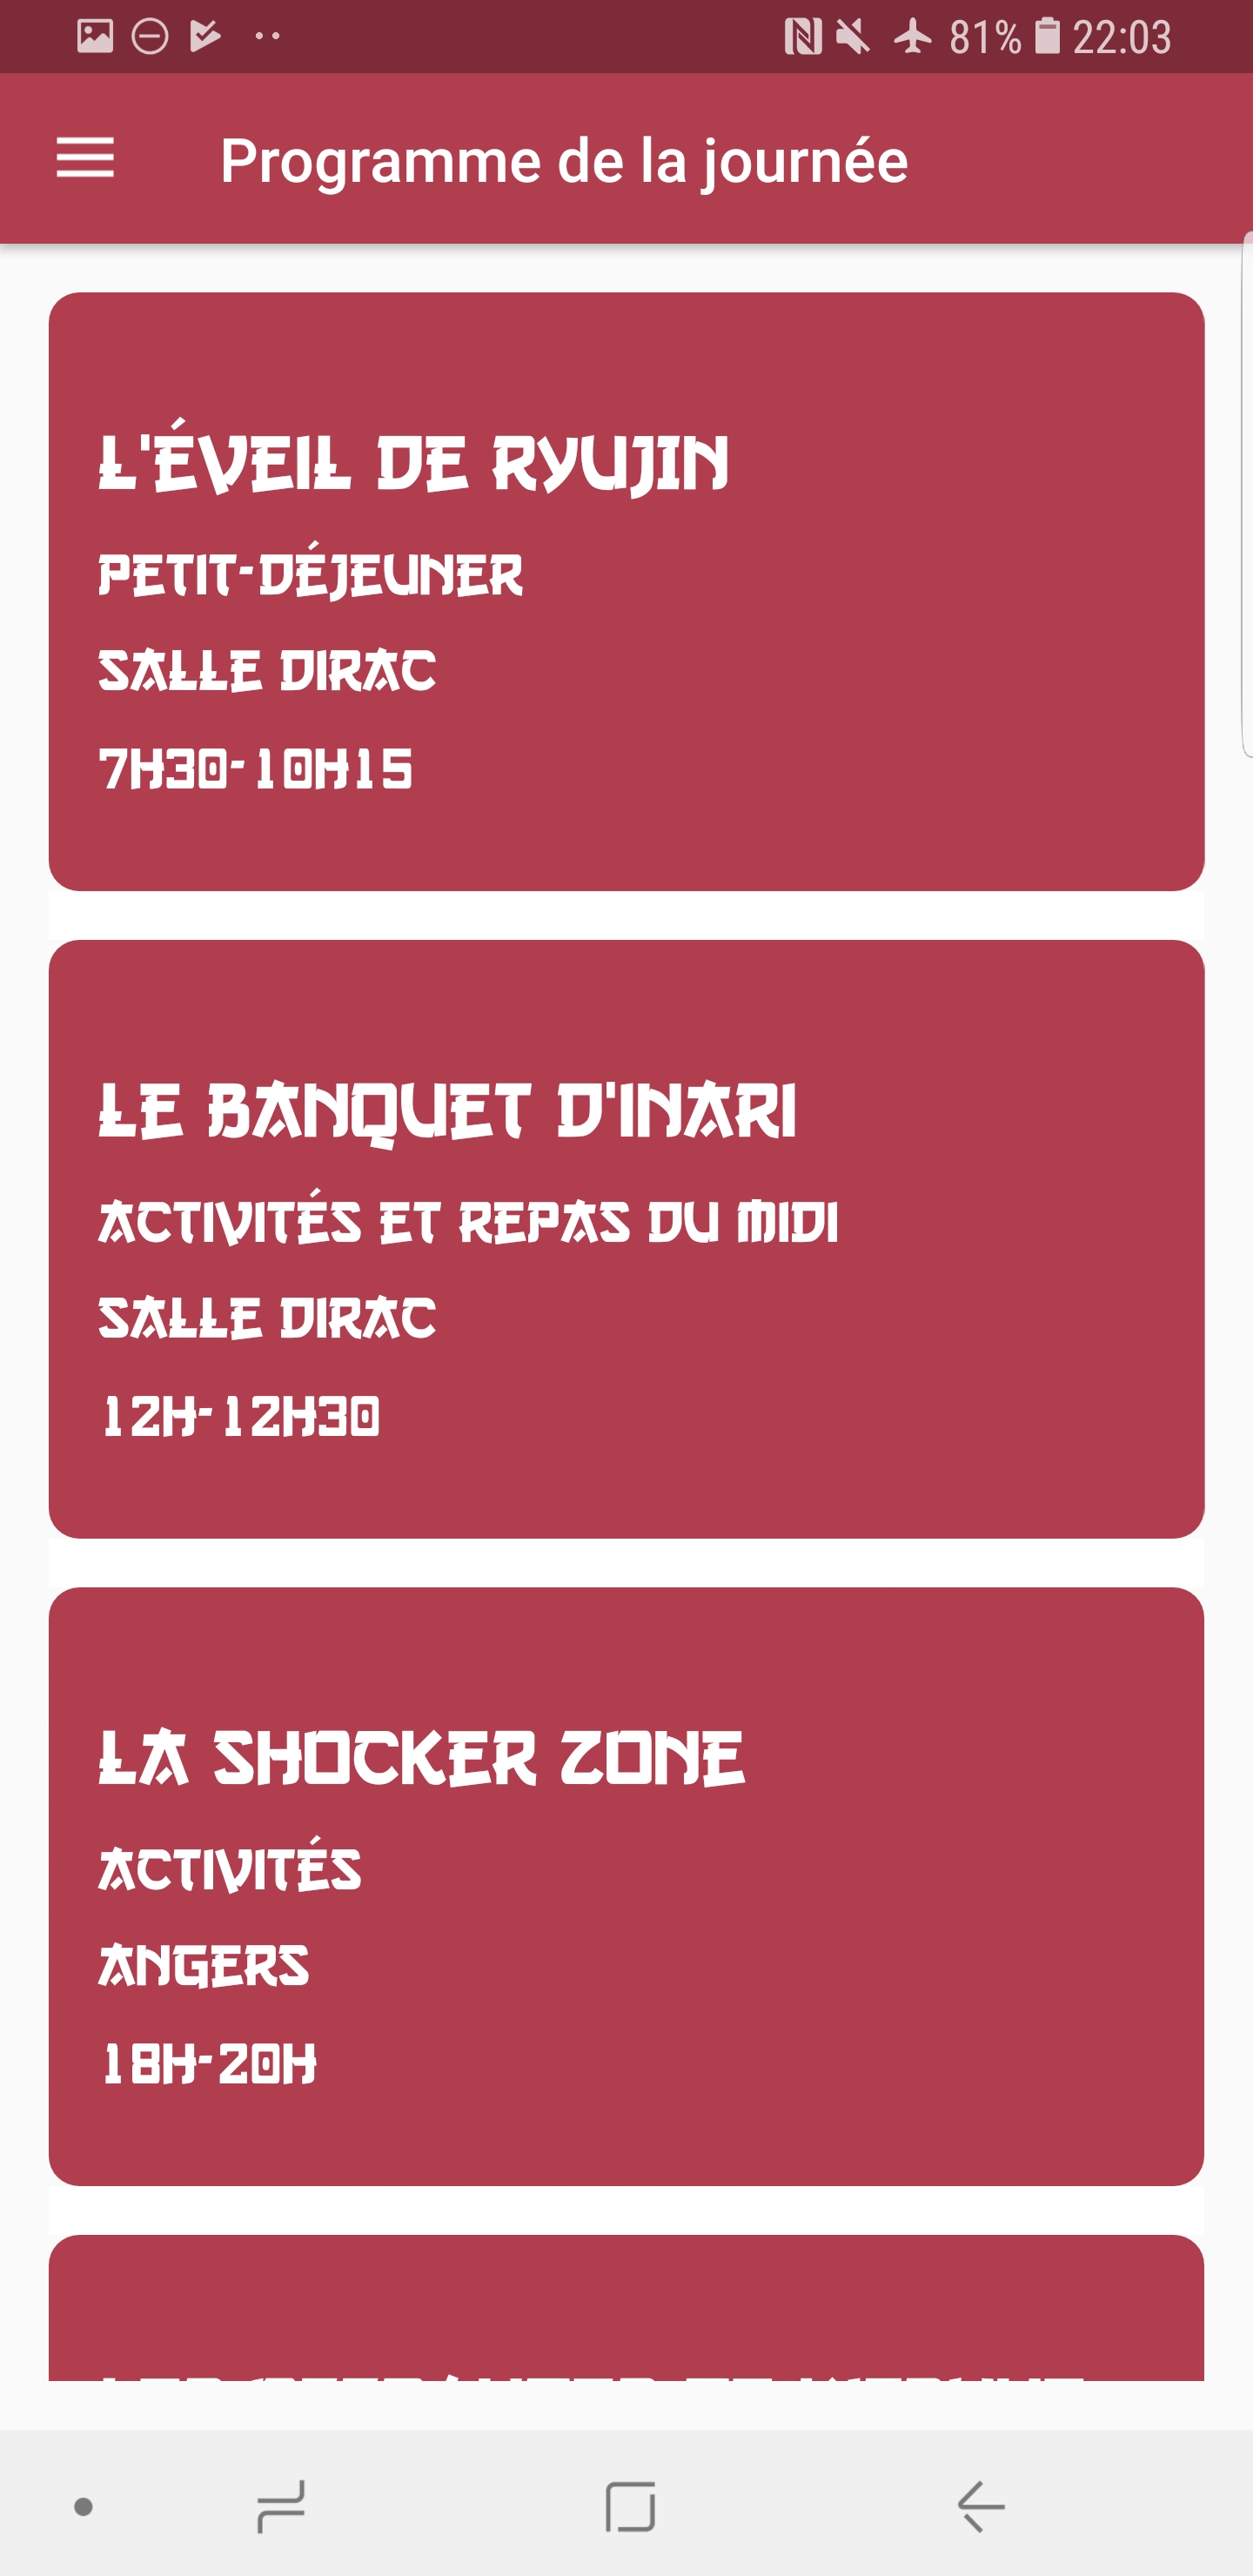 81% 22:03
Programme de la journée
L'ÉVEIL DE RYUJIN
PETIT-DÉJEUNER
SALLE DIRAC
7H30-10H15
LE BANQUET D'INARI
ACTIVITÉS ET REPAS DU MIDI
SALLE DIRAC
12H-12H30
LA SHOCKER ZONE
ACTIVITÉS
ANGERS
18H-20H